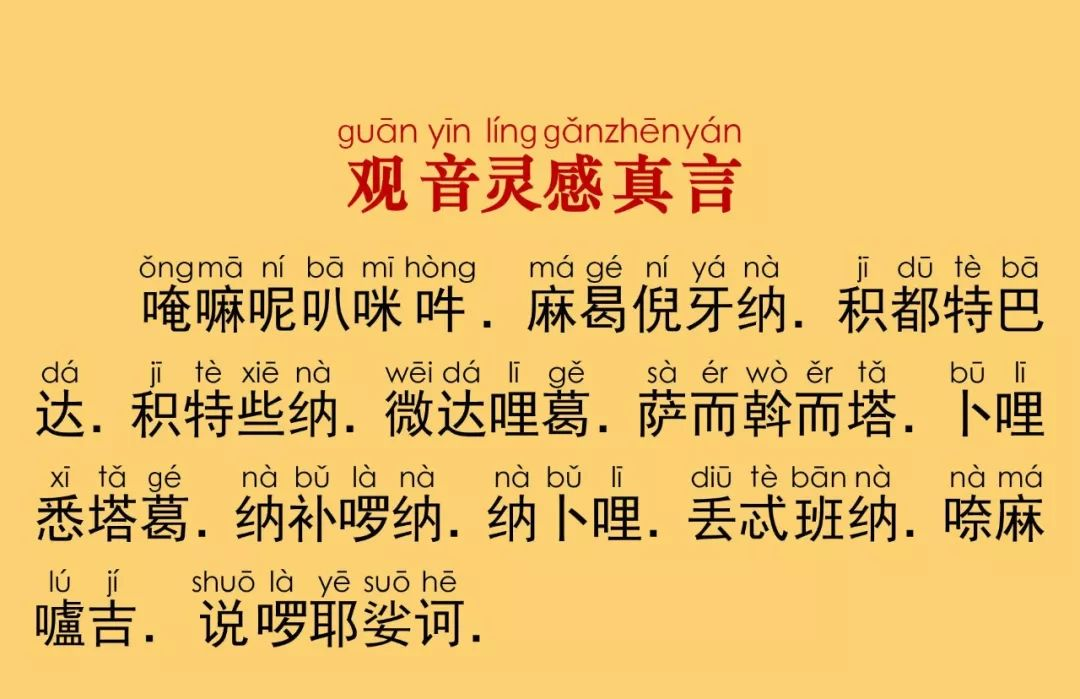 guān yīn líng gǎnzhēnyán
观音灵感真言
ǒngmā ní bā mī hòng má gé ní yá nà jī dū tè bā
唵嘛呢叭咪吽．麻曷倪牙纳．积都特巴
dá jī tè xiē nà wēi dá lī gě sà ér wò ěr tǎ bū lī
达．积特些纳．微达哩葛．萨而斡而塔．卜哩
xī tǎ gé nà bǔ là nà nà bǔ lī diū tè bān nà nà má
悉塔葛．纳补啰纳．纳卜哩．丢忒班纳．㖠麻
lú jí shuō là yē suō hē
嚧吉．说啰耶娑诃．